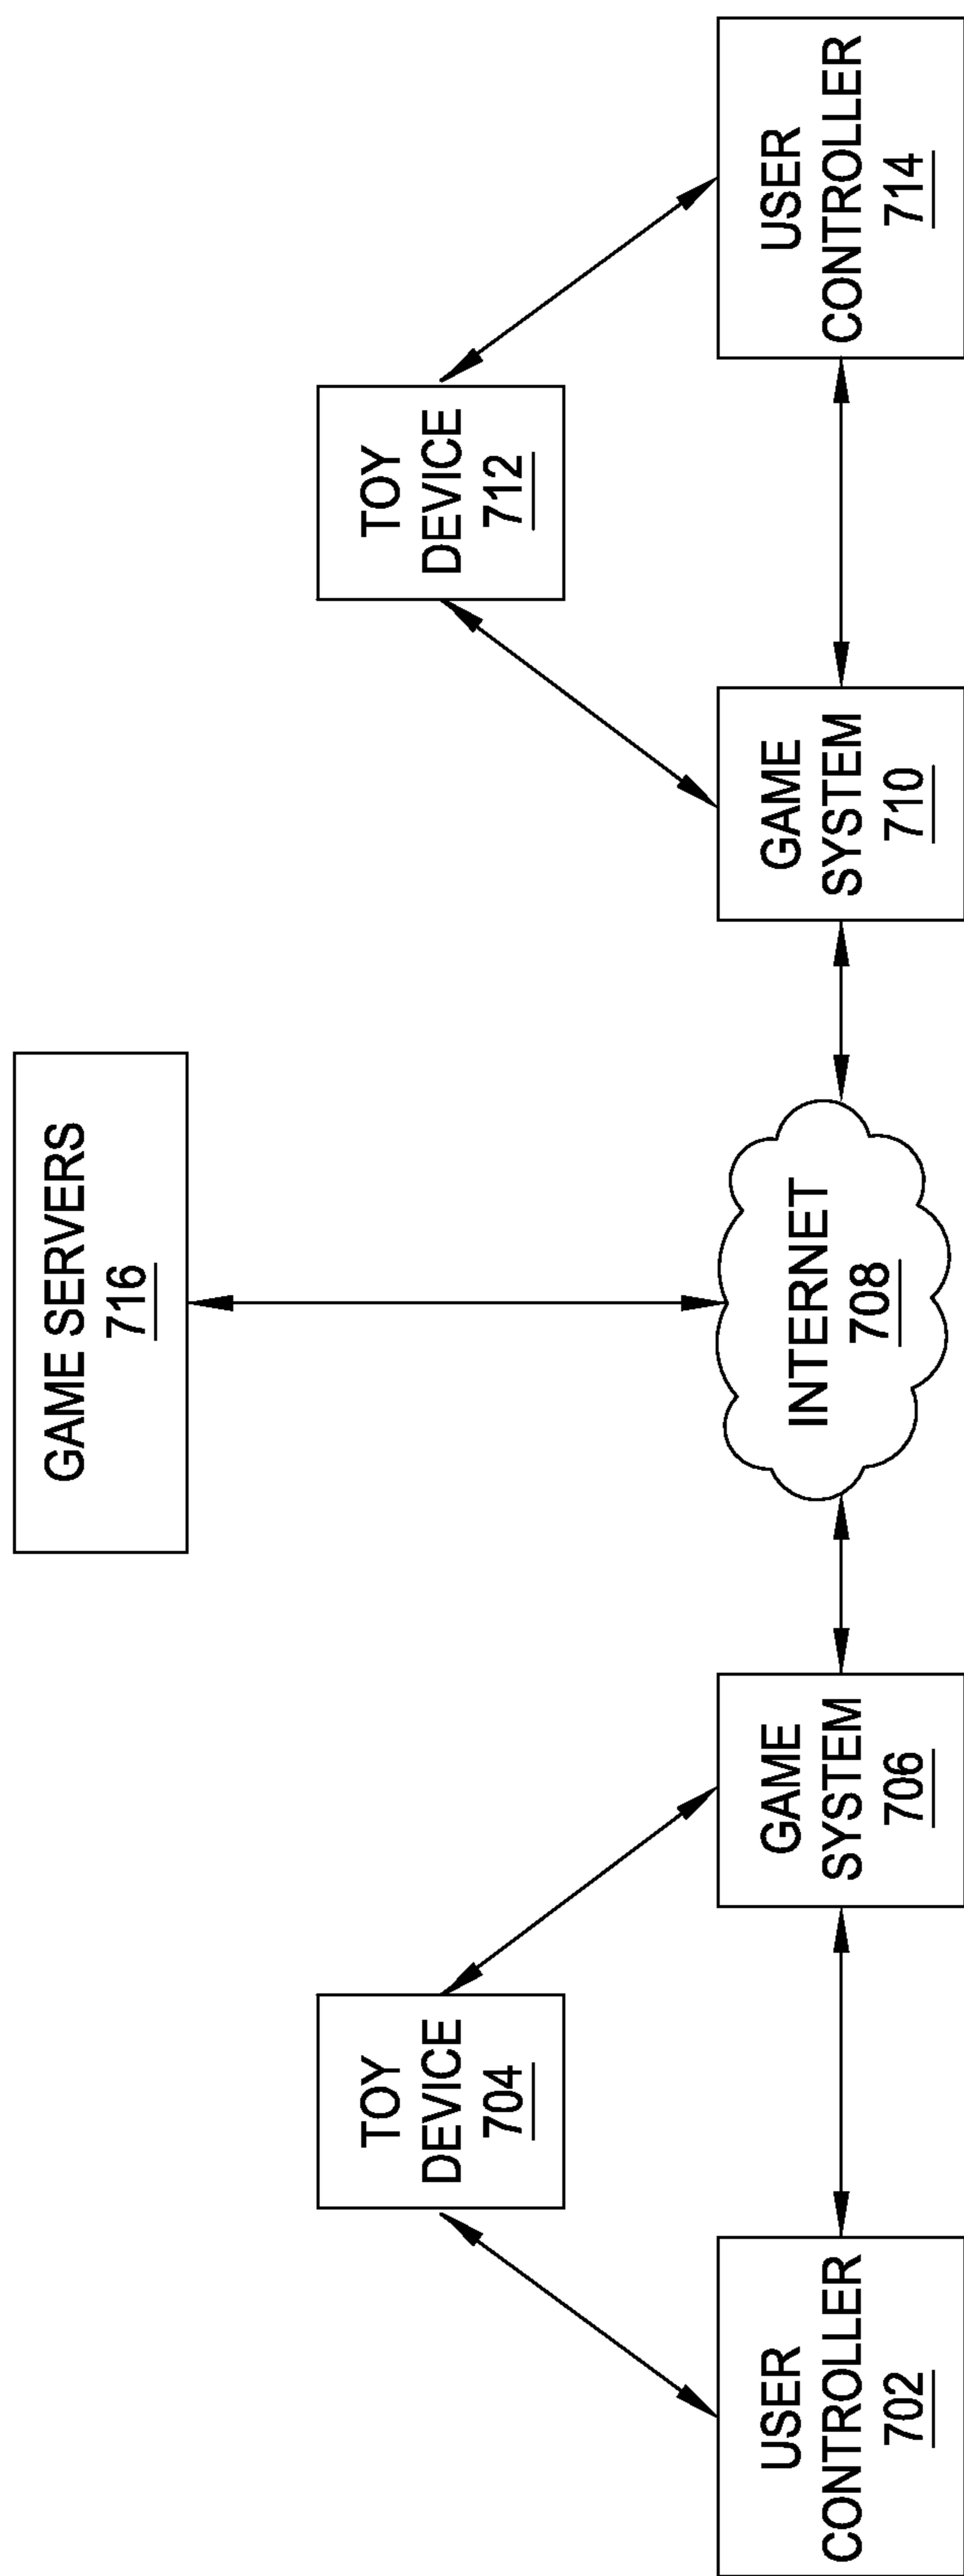 GAME SERVERS
716
TOY
DEVICE
704
TOY
DEVICE
712
USER
CONTROLLER
702
GAME
SYSTEM
706
INTERNET
708
GAME
SYSTEM
710
USER
CONTROLLER
714